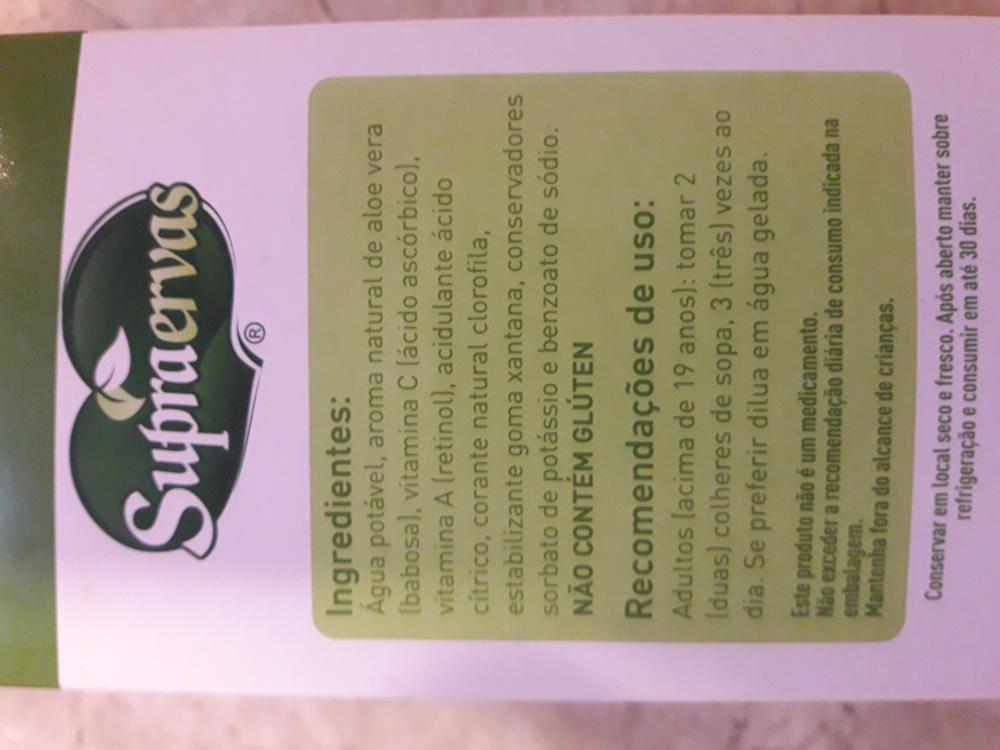 Supraervas
®
Ingredientes:
Água potável, aroma natural de aloe vera
(babosa), vitamina C (ácido ascórbico),
vitamina A (retinol), acidulante ácido
cítrico, corante natural clorofila,
estabilizante goma xantana, conservadores
sorbato de potássio e benzoato de sódio.
NÃO CONTÉM GLÚTEN
Recomendações de uso:
Adultos (acima de 19 anos): tomar 2
(duas) colheres de sopa, 3 (três) vezes ao
dia. Se preferir dilua em água gelada.
Este produto não é um medicamento.
Não exceder a recomendação diária de consumo indicada na
embalagem.
Mantenha fora do alcance de crianças.
Conservar em local seco e fresco. Após aberto manter sobre
refrigeração e consumir em até 30 dias.